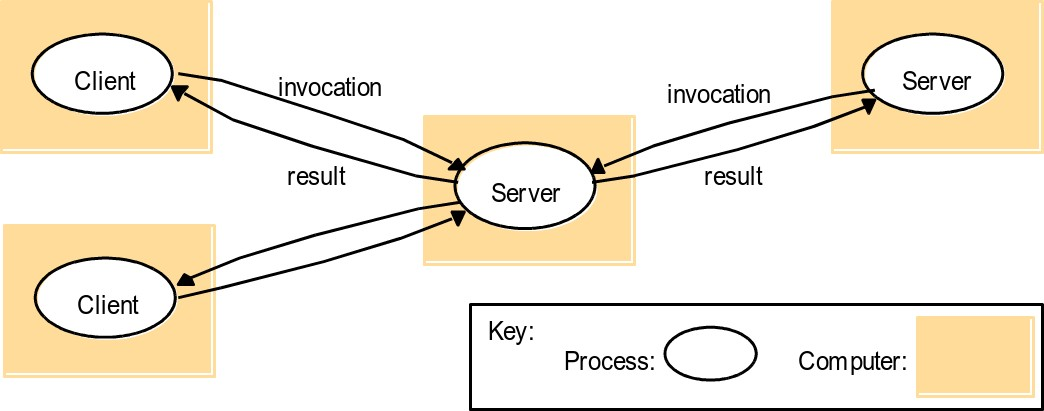 Client
invocation
result
Server
invocation
result
Server
Client
Key:
Process:
Computer: